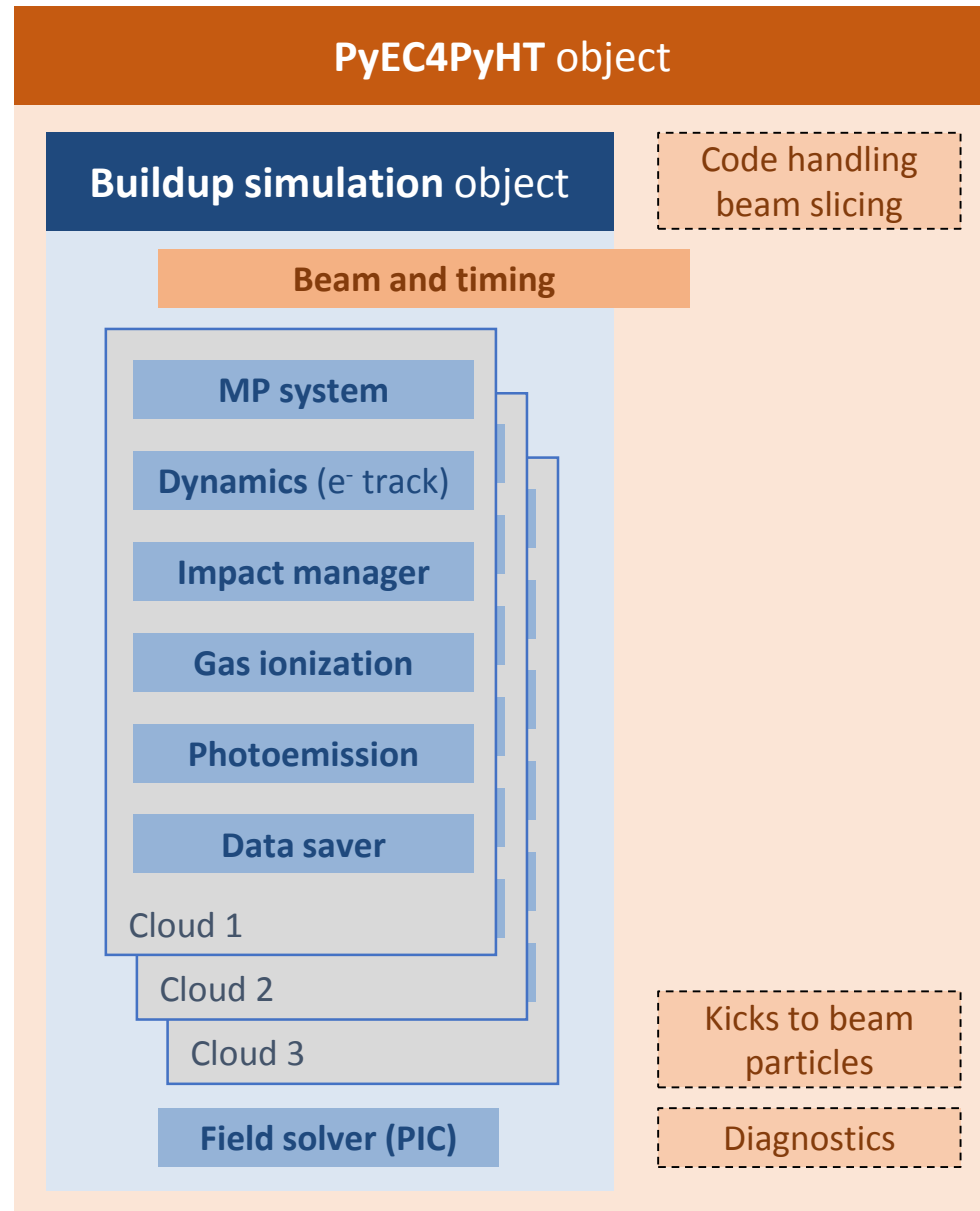 PyEC4PyHT object
Buildup simulation object
Code handling
beam slicing
Beam and timing
MP system
Dynamics (e- track)
Impact manager
Gas ionization
Photoemission
Data saver
Cloud 1
Cloud 2
Cloud 3
Kicks to beam
particles
Field solver (PIC)
Diagnostics